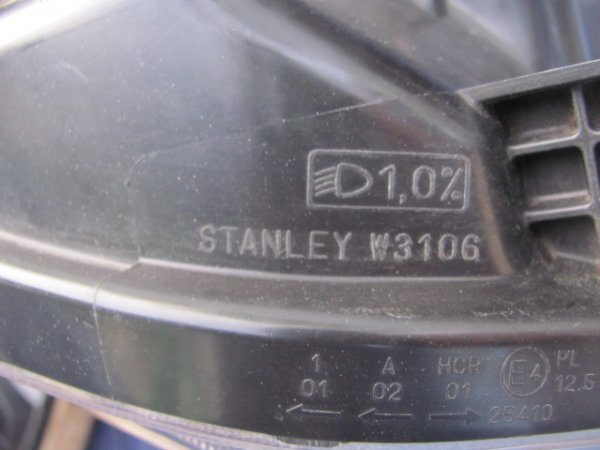 1,0%
STANLEY W3106
1 A HCR E4 PL
01 02 01 12.5
25410